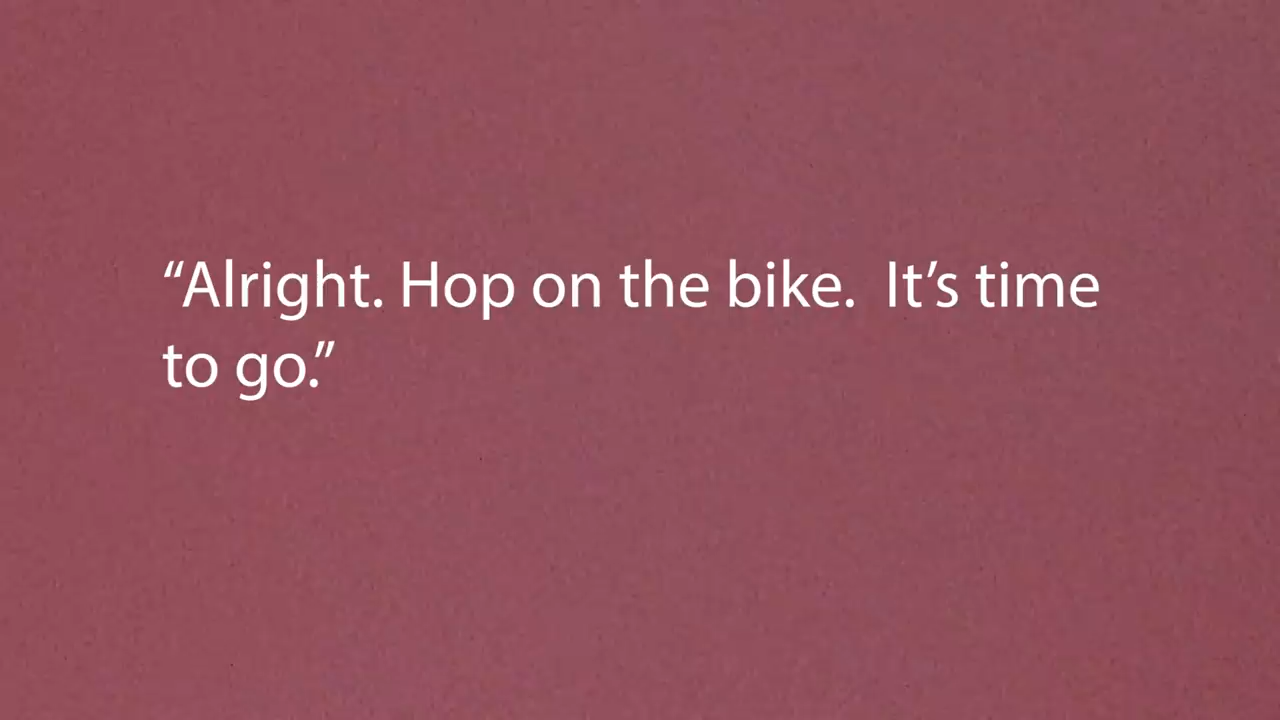 “Alright. Hop on the bike.  It’s time
to go.”